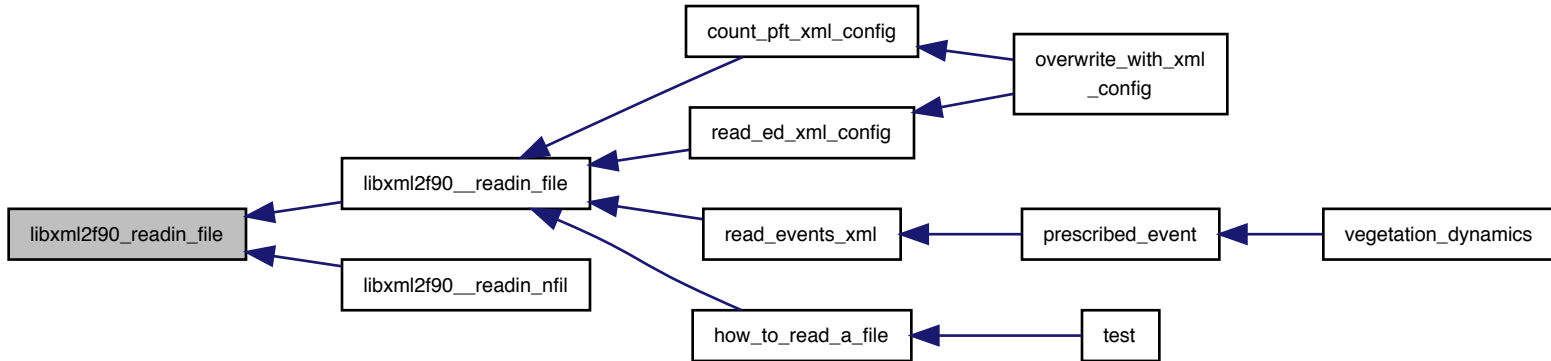 count_pft_xml_config
overwrite_with_xml
_config
read_ed_xml_config
libxml2f90__readin_file
libxml2f90_readin_file
read_events_xml
prescribed_event
vegetation_dynamics
libxml2f90__readin_nfil
how_to_read_a_file
test